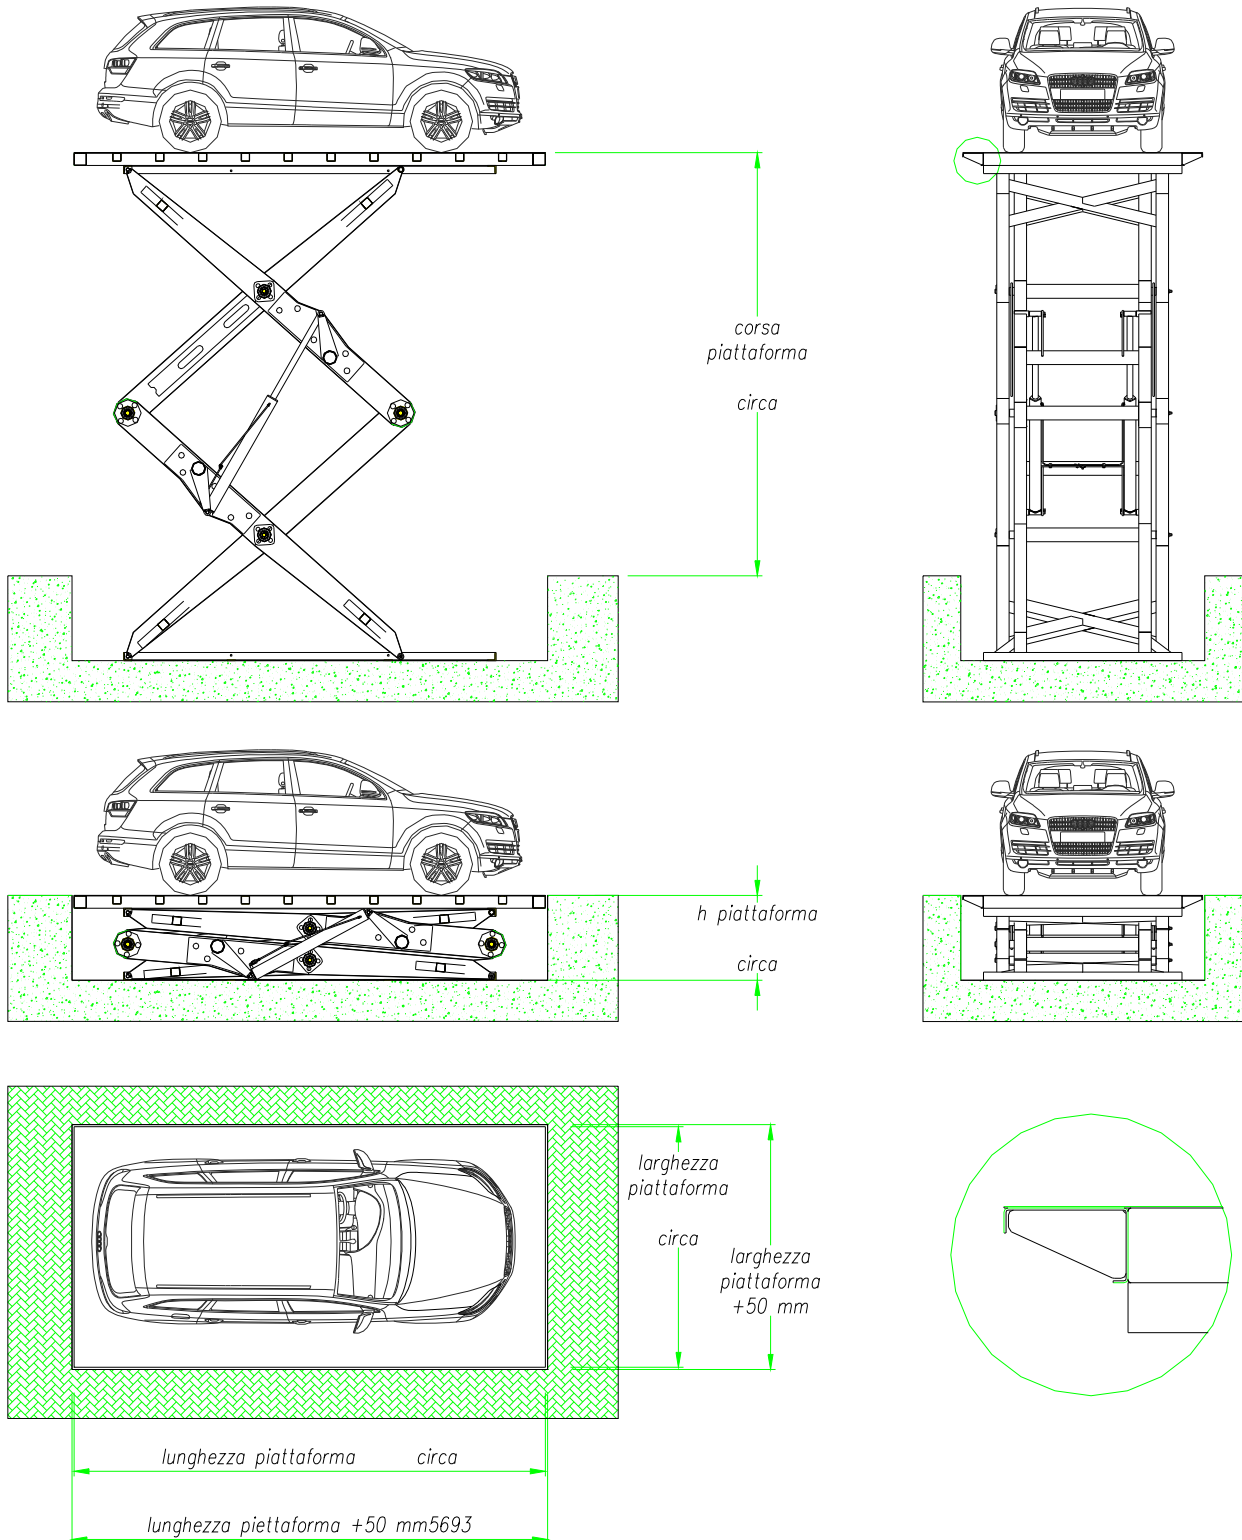 corsa
piattaforma
circa
h piattaforma
circa
larghezza
piattaforma
circa
larghezza
piattaforma
+50 mm
lunghezza piattaforma circa
lunghezza piettaforma +50 mm5693